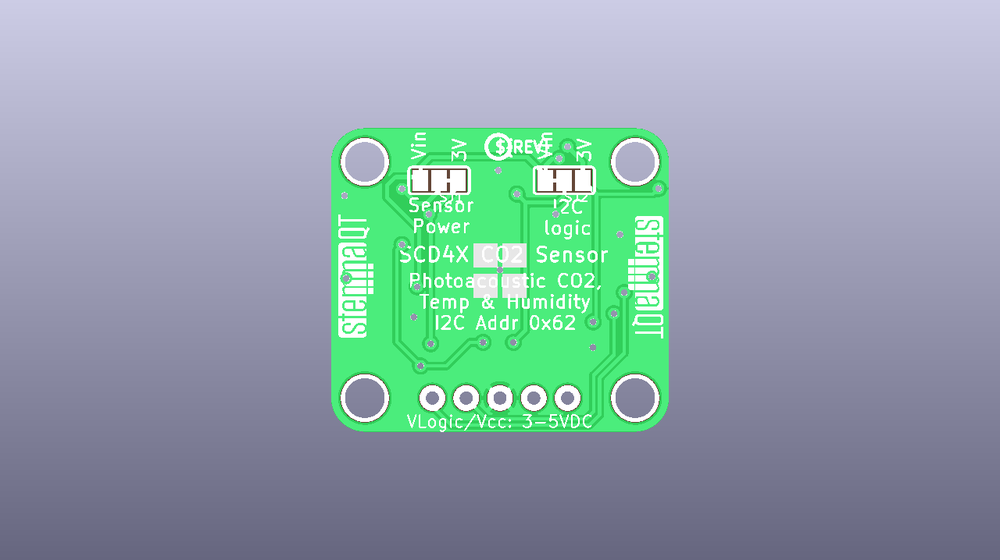 Vin
3V
$REV$
Vin
3V
Sensor
Power
I2C
logic
SCD4X CO2 Sensor
Photoacoustic CO2,
Temp & Humidity
I2C Addr 0x62
stemmaQT
stemmaQT
VLogic/Vcc: 3-5VDC